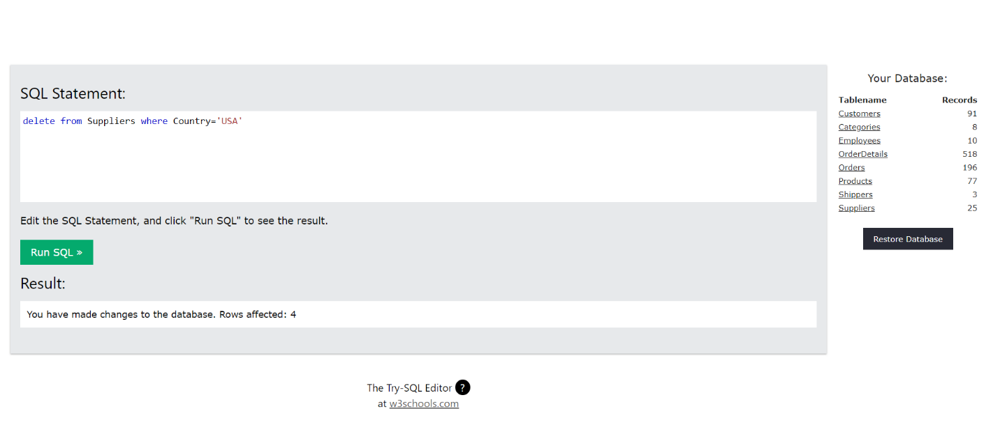 SQL Statement:
delete from Suppliers where Country='USA'
Edit the SQL Statement, and click "Run SQL" to see the result.
Run SQL »
Result:
You have made changes to the database. Rows affected: 4
The Try-SQL Editor ?
at w3schools.com
Your Database:
Tablename Records
Customers 91
Categories 8
Employees 10
OrderDetails 518
Orders 196
Products 77
Shippers 3
Suppliers 25
Restore Database